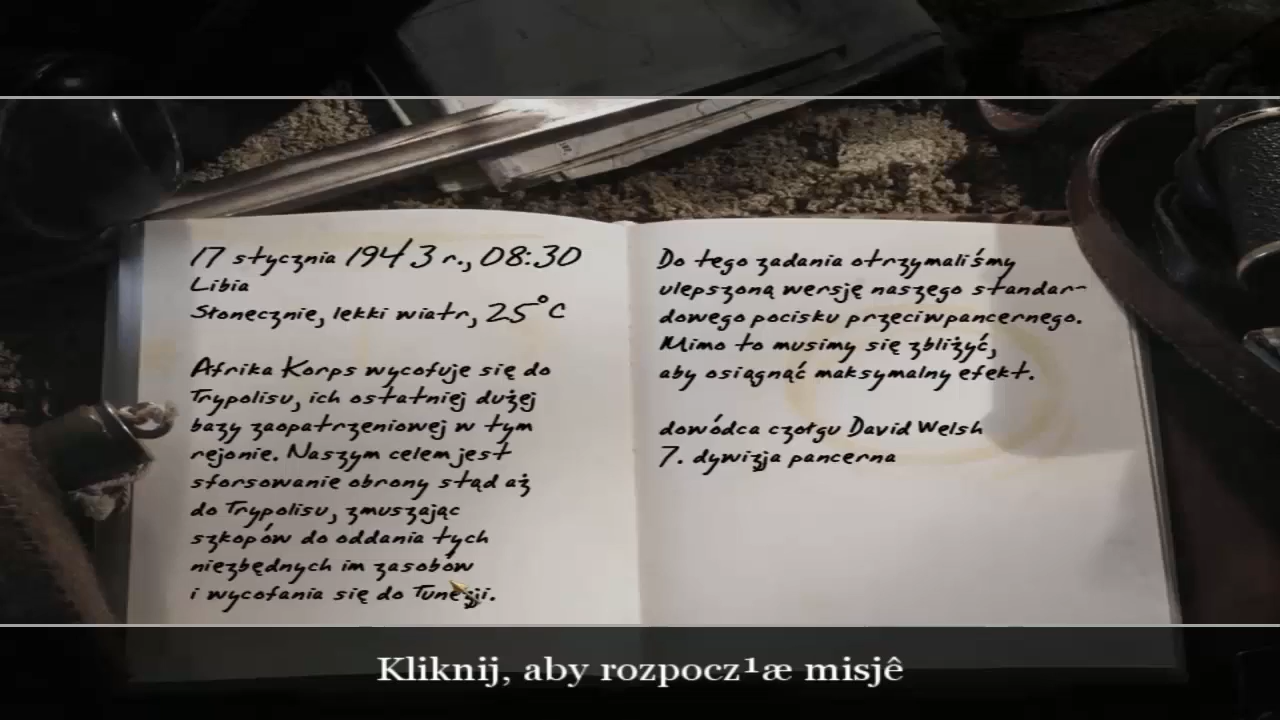 17 stycznia 1943 r., 08:30
Libia
Słonecznie, lekki wiatr, 25°C
Afrika Korps wycofuje się do
Trypolisu, ich ostatniej dużej
bazy zaopatrzeniowej w tym
rejonie. Naszym celem jest
sforsowanie obrony stąd aż
do Trypolisu, zmuszając
szkopów do oddania tych
niezbędnych im zasobów
i wycofania się do Tunezji.
Do tego zadania otrzymaliśmy
ulepszoną wersję naszego standar-
dowego pocisku przeciwpancernego.
Mimo to musimy się zbliżyć,
aby osiągnąć maksymalny efekt.
dowódca czołgu David Welsh
7. dywizja pancerna
Kliknij, aby rozpocz¹æ misjê